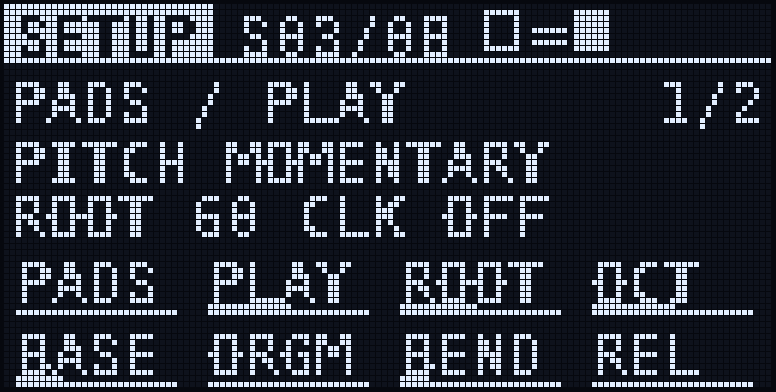 SETUP S03/08 □=■
PADS / PLAY 1/2
PITCH MOMENTARY
ROOT 60 CLK OFF
PADS PLAY ROOT OCT
BASE ORGM BEND REL